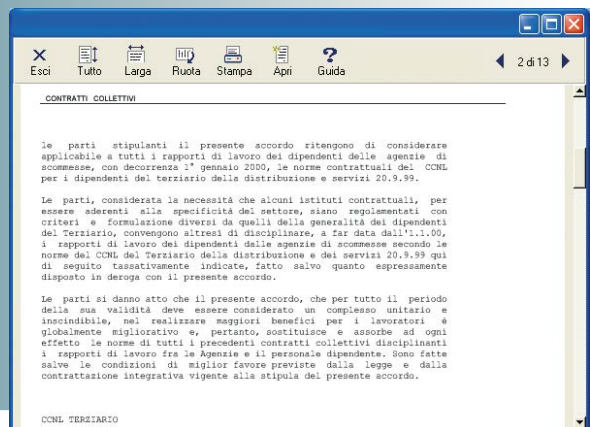 Esci Tutto Larga Ruota Stampa Apri Guida 2 di 13
CONTRATTI COLLETTIVI
le parti stipulanti il presente accordo ritengono di considerare
applicabile a tutti i rapporti di lavoro dei dipendenti delle agenzie di
scommesse, con decorrenza 1° gennaio 2000, le norme contrattuali del CCNL
per i dipendenti del terziario della distribuzione e servizi 20.9.99.
Le parti, considerata la necessità che alcuni istituti contrattuali, per
essere aderenti alla specificità del settore, siano regolamentati con
criteri e formulazione diversi da quelli della generalità dei dipendenti
del Terziario, convengono altresì di disciplinare, a far data dall'1.1.00,
i rapporti di lavoro dei dipendenti dalle agenzie di scommesse secondo le
norme del CCNL del Terziario della distribuzione e dei servizi 20.9.99 qui
di seguito tassativamente indicate, fatto salvo quanto espressamente
disposto in deroga con il presente accordo.
Le parti si danno atto che il presente accordo, che per tutto il periodo
della sua validità deve essere considerato un complesso unitario e
inscindibile, nel realizzare maggiori benefici per i lavoratori è
globalmente migliorativo e, pertanto, sostituisce e assorbe ad ogni
effetto le norme di tutti i precedenti contratti collettivi disciplinanti
i rapporti di lavoro fra le Agenzie e il personale dipendente. Sono fatte
salve le condizioni di miglior favore previste dalla legge e dalla
contrattazione integrativa vigente alla stipula del presente accordo.
CCNL TERZIARIO